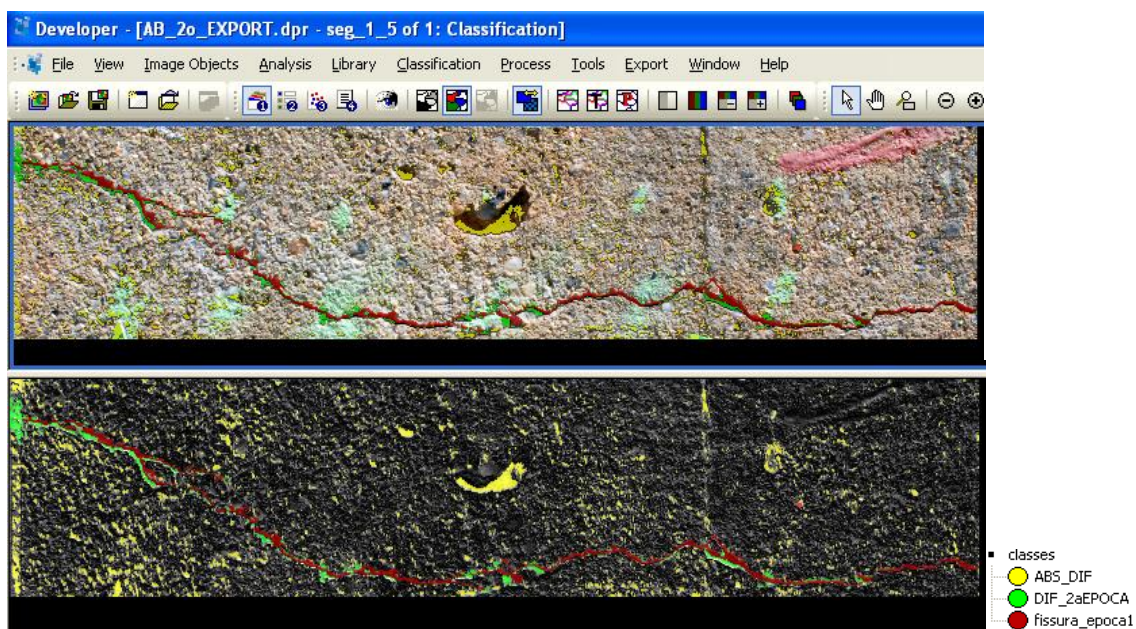 Developer - [AB_2o_EXPORT.dpr - seg_1_5 of 1: Classification]
File View Image Objects Analysis Library Classification Process Tools Export Window Help
classes
ABS_DIF
DIF_2aEPOCA
fissura_epoca1